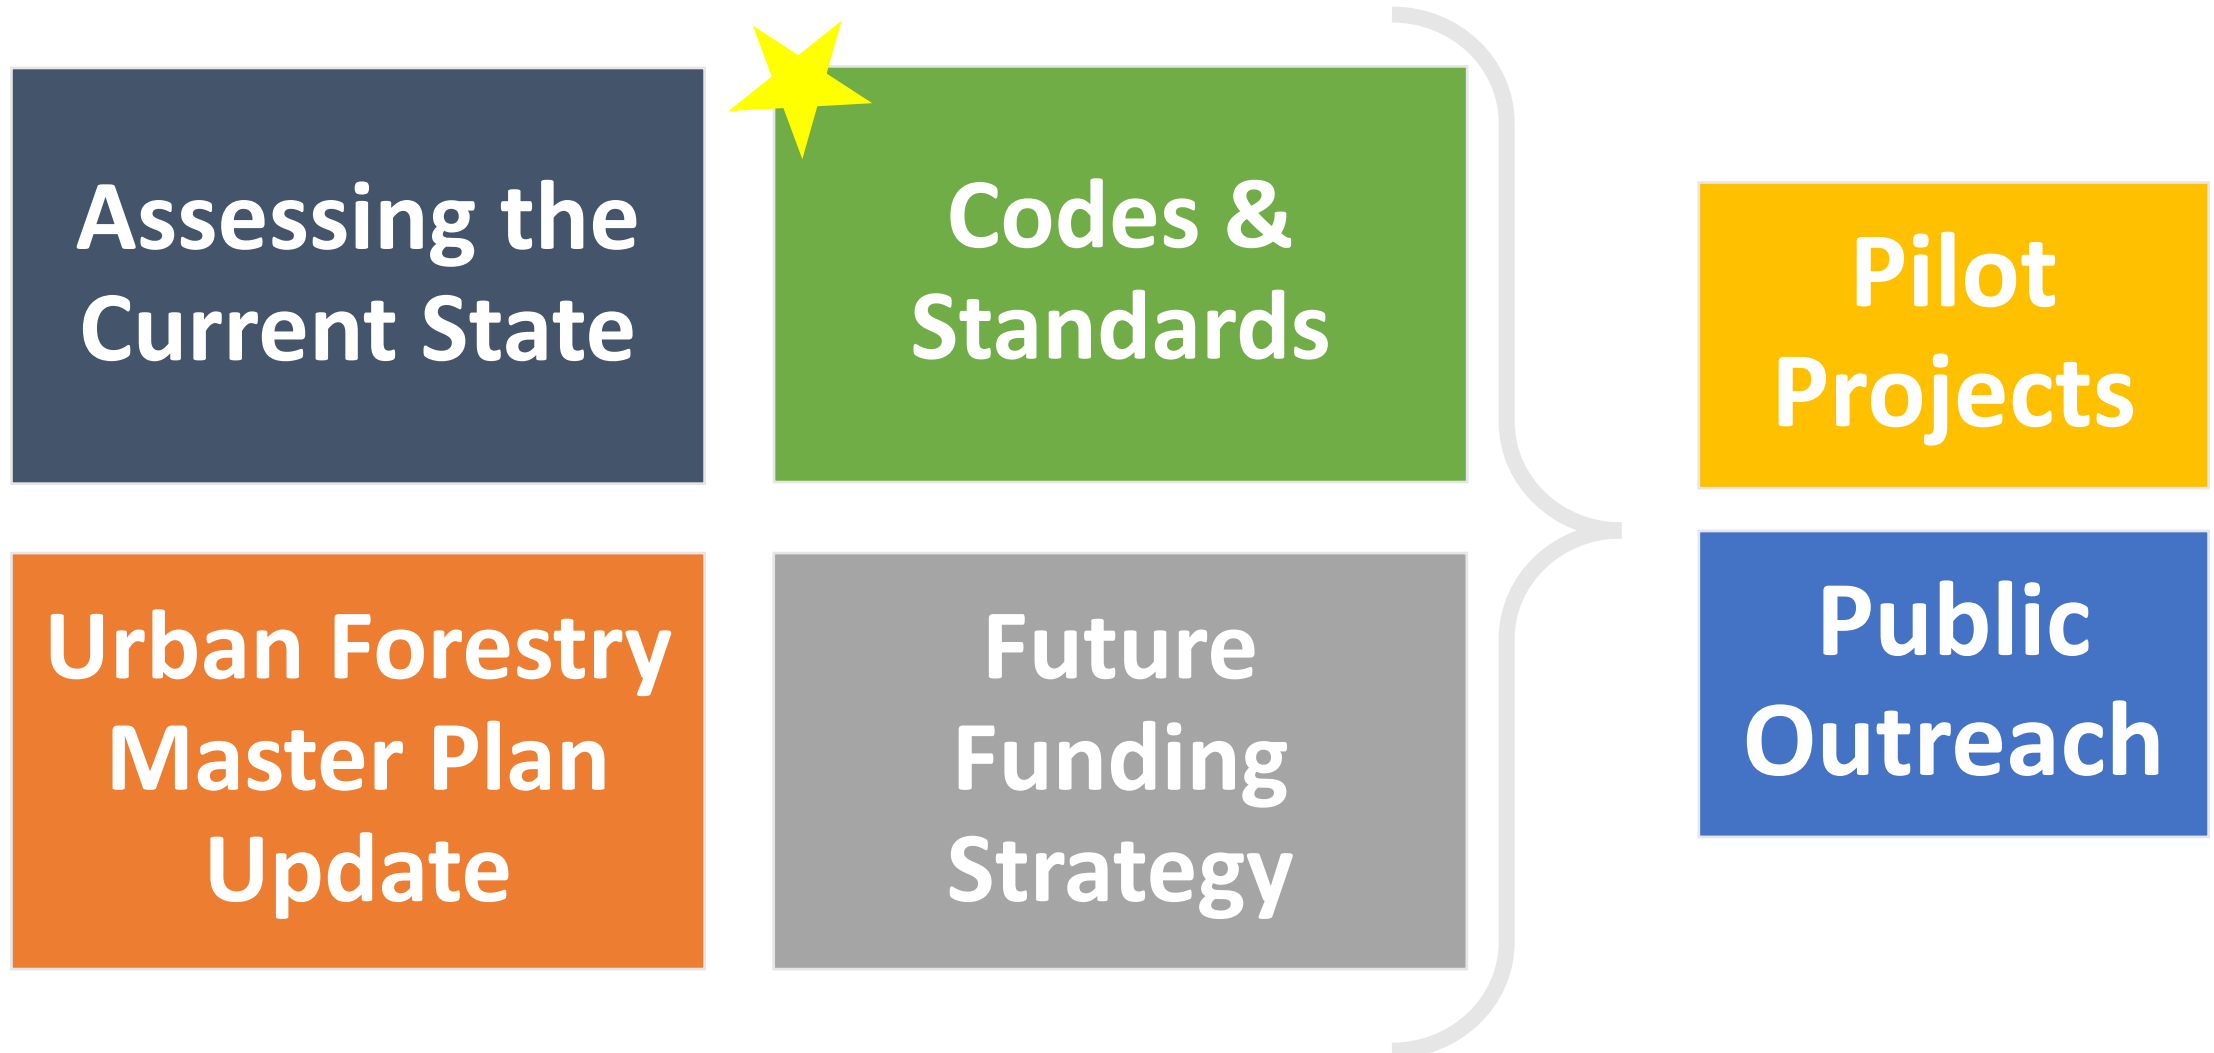 Assessing the
Current State
Codes &
Standards
Urban Forestry
Master Plan
Update
Future
Funding
Strategy
Pilot
Projects
Public
Outreach